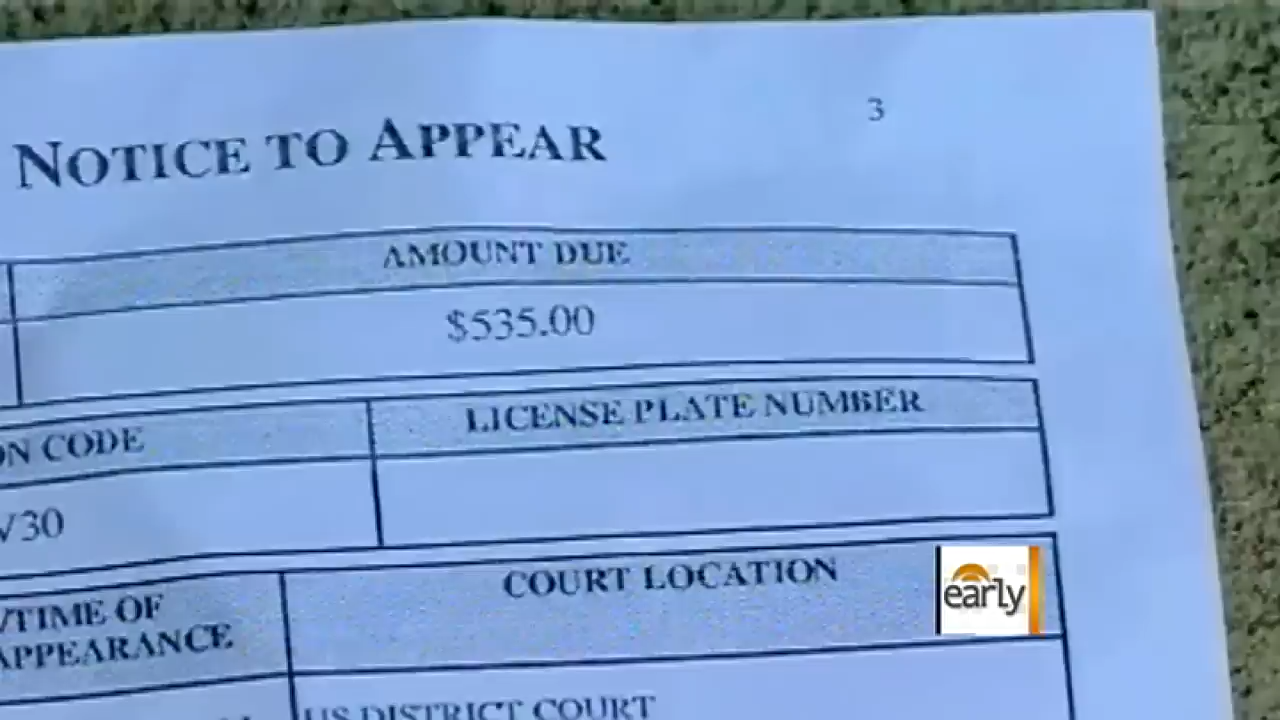 3
NOTICE TO APPEAR
AMOUNT DUE
$535.00
ON CODE
LICENSE PLATE NUMBER
V30
/TIME OF
APPEARANCE
COURT LOCATION
early
US DISTRICT COURT